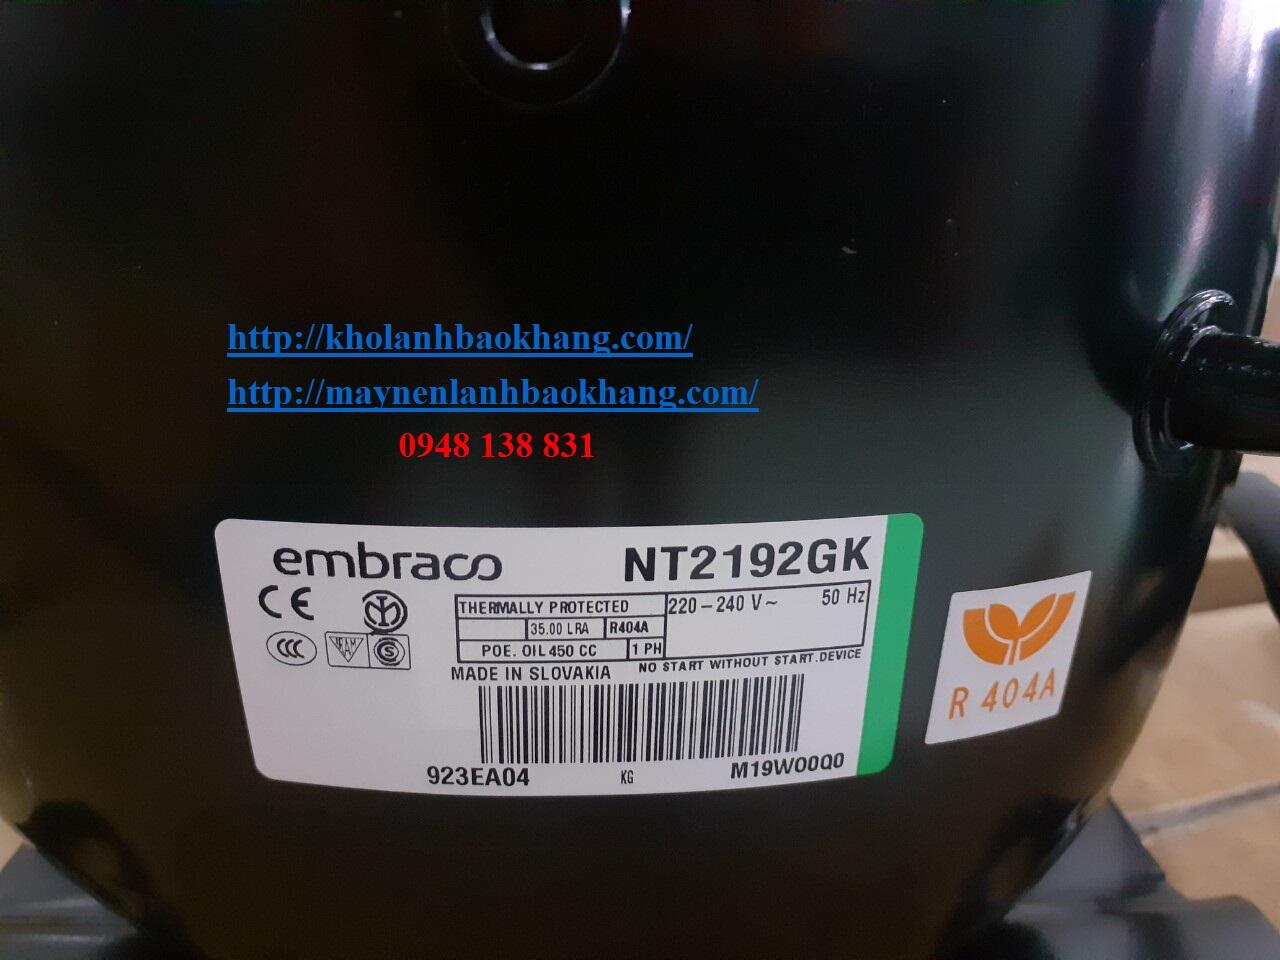 http://kholanhbaokhang.com/
http://maynenlanhbaokhang.com/
0948 138 831
embraco NT2192GK
CE
THERMALLY PROTECTED 220-240 V~ 50 Hz
35.00 LRA R404A
CCC S
POE. OIL 450 CC 1 PH
MADE IN SLOVAKIA NO START WITHOUT START.DEVICE
R 404A
923EA04 KG M19W00Q0